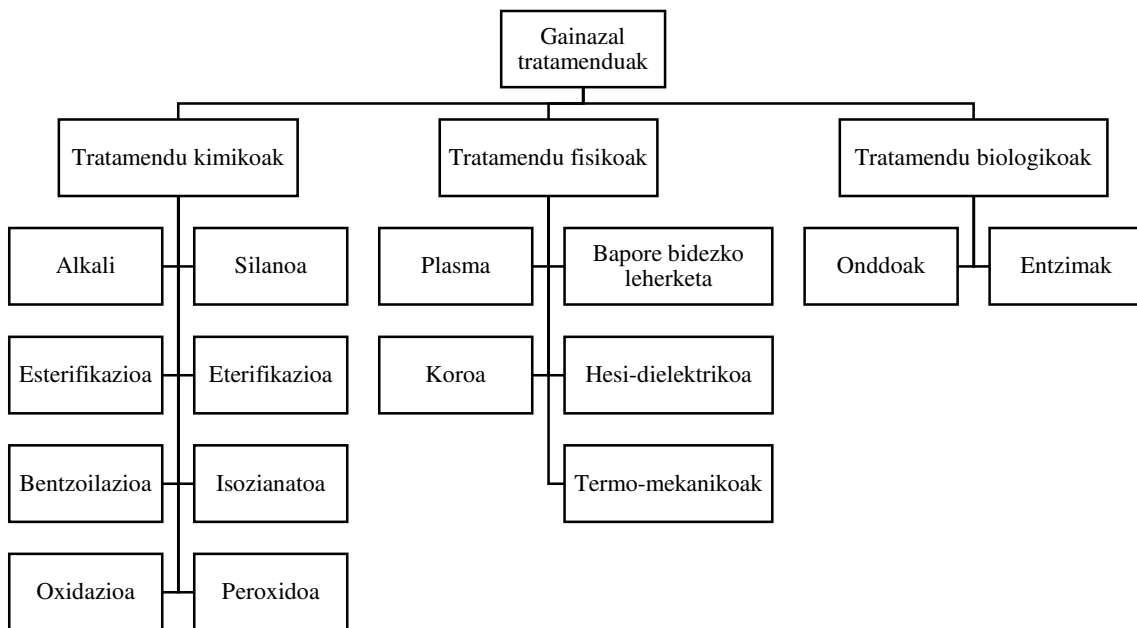 Gainazal
tratamenduak
Tratamendu kimikoak
Tratamendu fisikoak
Tratamendu biologikoak
Alkali
Silanoa
Plasma
Bapore bidezko
leherketa
Onddoak
Entzimak
Esterifikazioa
Eterifikazioa
Koroa
Hesi-dielektrikoa
Bentzoilazioa
Isozianatoa
Termo-mekanikoak
Oxidazioa
Peroxidoa